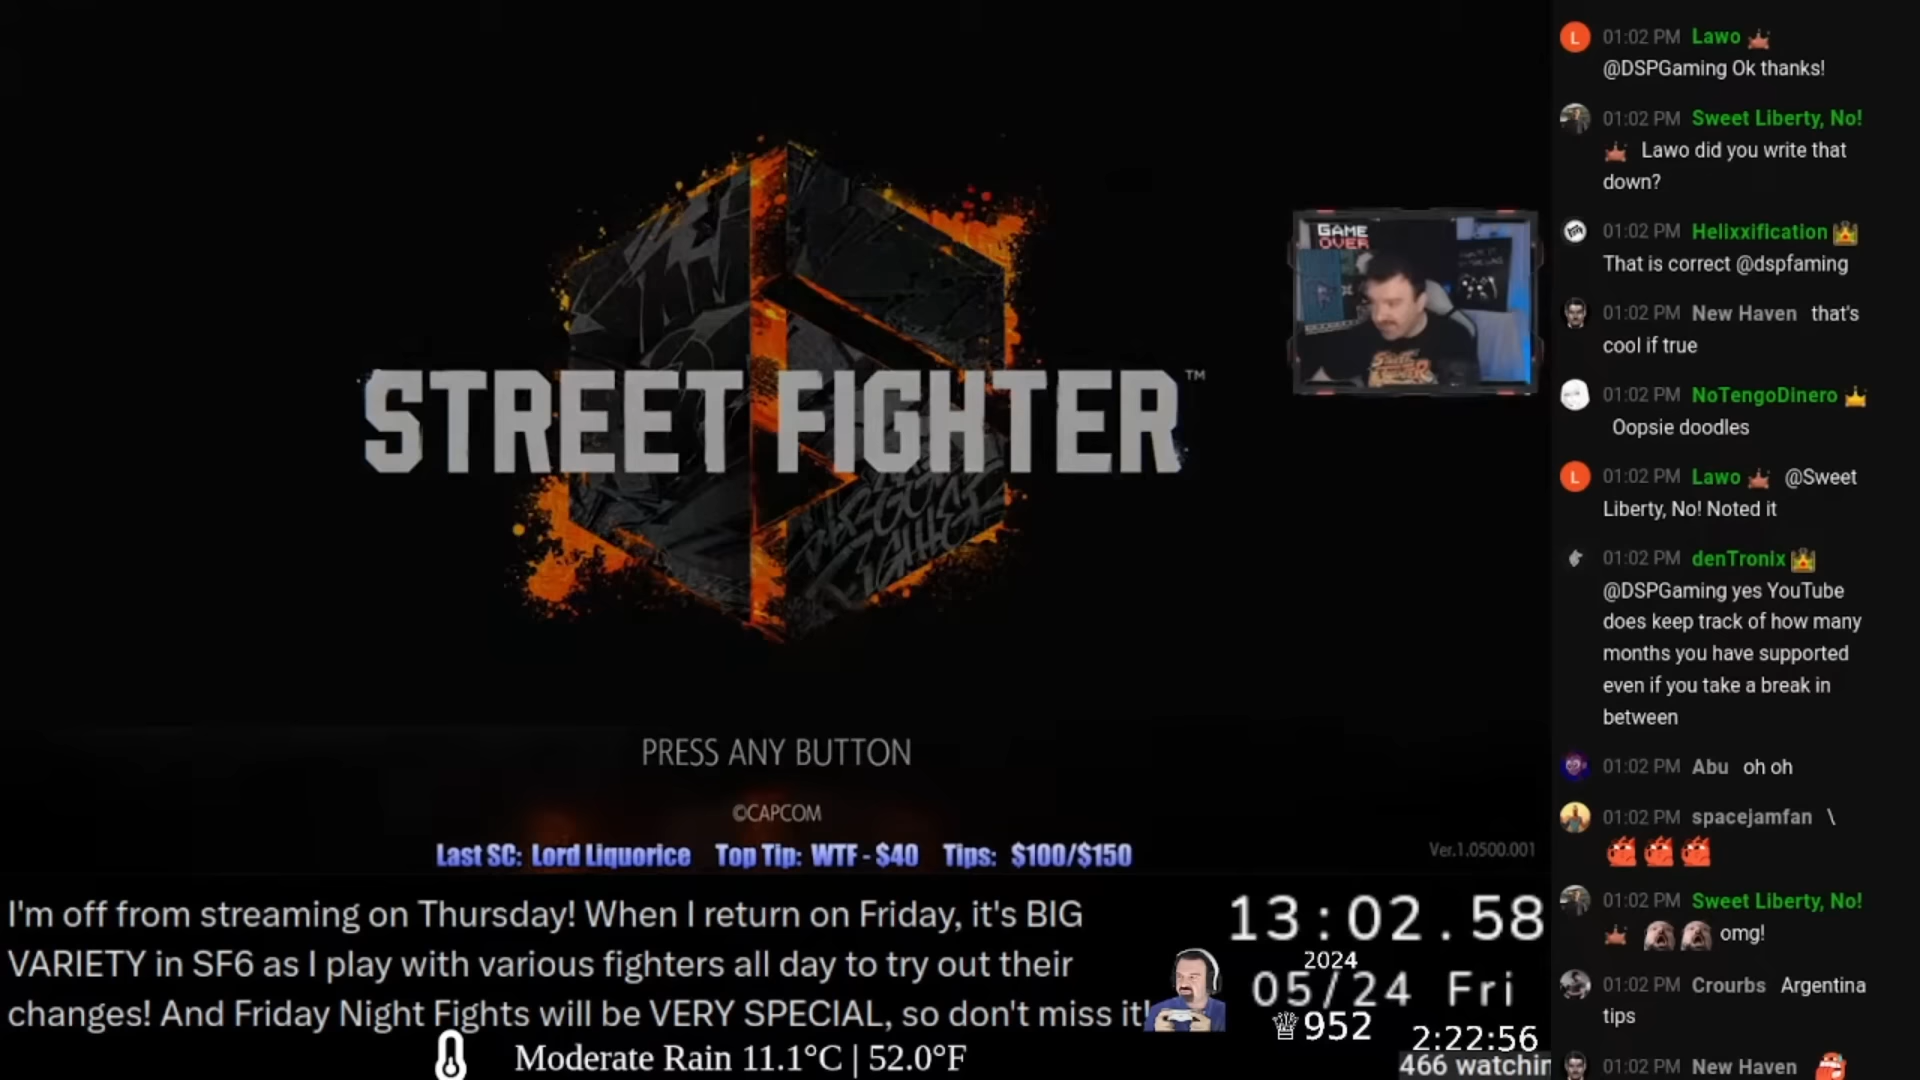 STREET FIGHTER™
PRESS ANY BUTTON
©CAPCOM
Ver.1.0500.001
GAME
OVER
Last SC: Lord Liquorice Top Tip: WTF - $40 Tips: $100/$150
I'm off from streaming on Thursday! When I return on Friday, it's BIG
VARIETY in SF6 as I play with various fighters all day to try out their
changes! And Friday Night Fights will be VERY SPECIAL, so don't miss it!
Moderate Rain 11.1°C | 52.0°F
13:02.58
2024
05/24 Fri
952
2:22:56
466 watchin
L 01:02 PM Lawo
@DSPGaming Ok thanks!
01:02 PM Sweet Liberty, No!
Lawo did you write that
down?
01:02 PM Helixxification
That is correct @dspfaming
01:02 PM New Haven that's
cool if true
01:02 PM NoTengoDinero
Oopsie doodles
L 01:02 PM Lawo @Sweet
Liberty, No! Noted it
01:02 PM denTronix
@DSPGaming yes YouTube
does keep track of how many
months you have supported
even if you take a break in
between
01:02 PM Abu oh oh
01:02 PM spacejamfan \
01:02 PM Sweet Liberty, No!
omg!
01:02 PM Crourbs Argentina
tips
01:02 PM New Haven